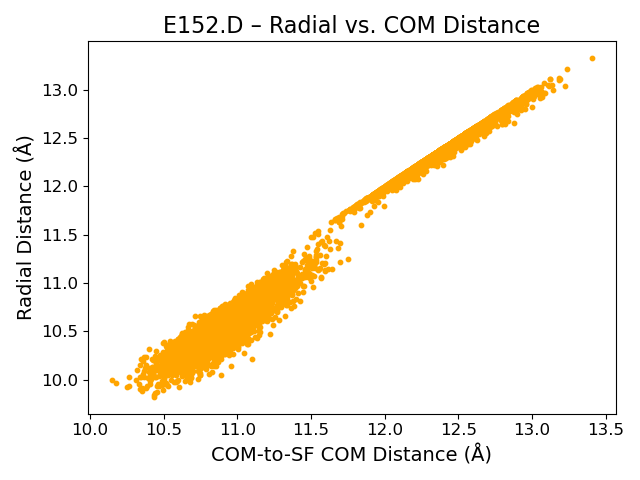 E152.D – Radial vs. COM Distance
Radial Distance (Å)
13.0
12.5
12.0
11.5
11.0
10.5
10.0
10.0 10.5 11.0 11.5 12.0 12.5 13.0 13.5
COM-to-SF COM Distance (Å)